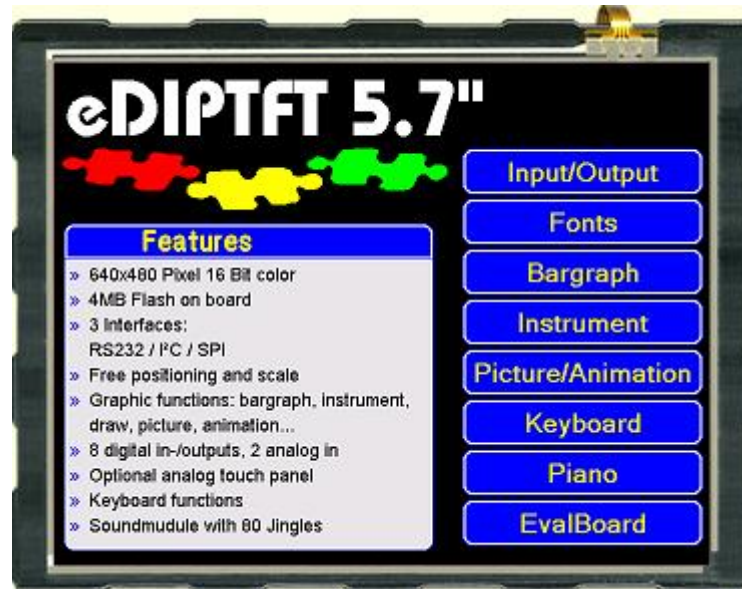 eDIPTFT 5.7"
Features
» 640x480 Pixel 16 Bit color
» 4MB Flash on board
» 3 Interfaces:
RS232 / I²C / SPI
» Free positioning and scale
» Graphic functions: bargraph, instrument,
draw, picture, animation...
» 8 digital in-/outputs, 2 analog in
» Optional analog touch panel
» Keyboard functions
» Soundmudule with 80 Jingles
Input/Output
Fonts
Bargraph
Instrument
Picture/Animation
Keyboard
Piano
EvalBoard